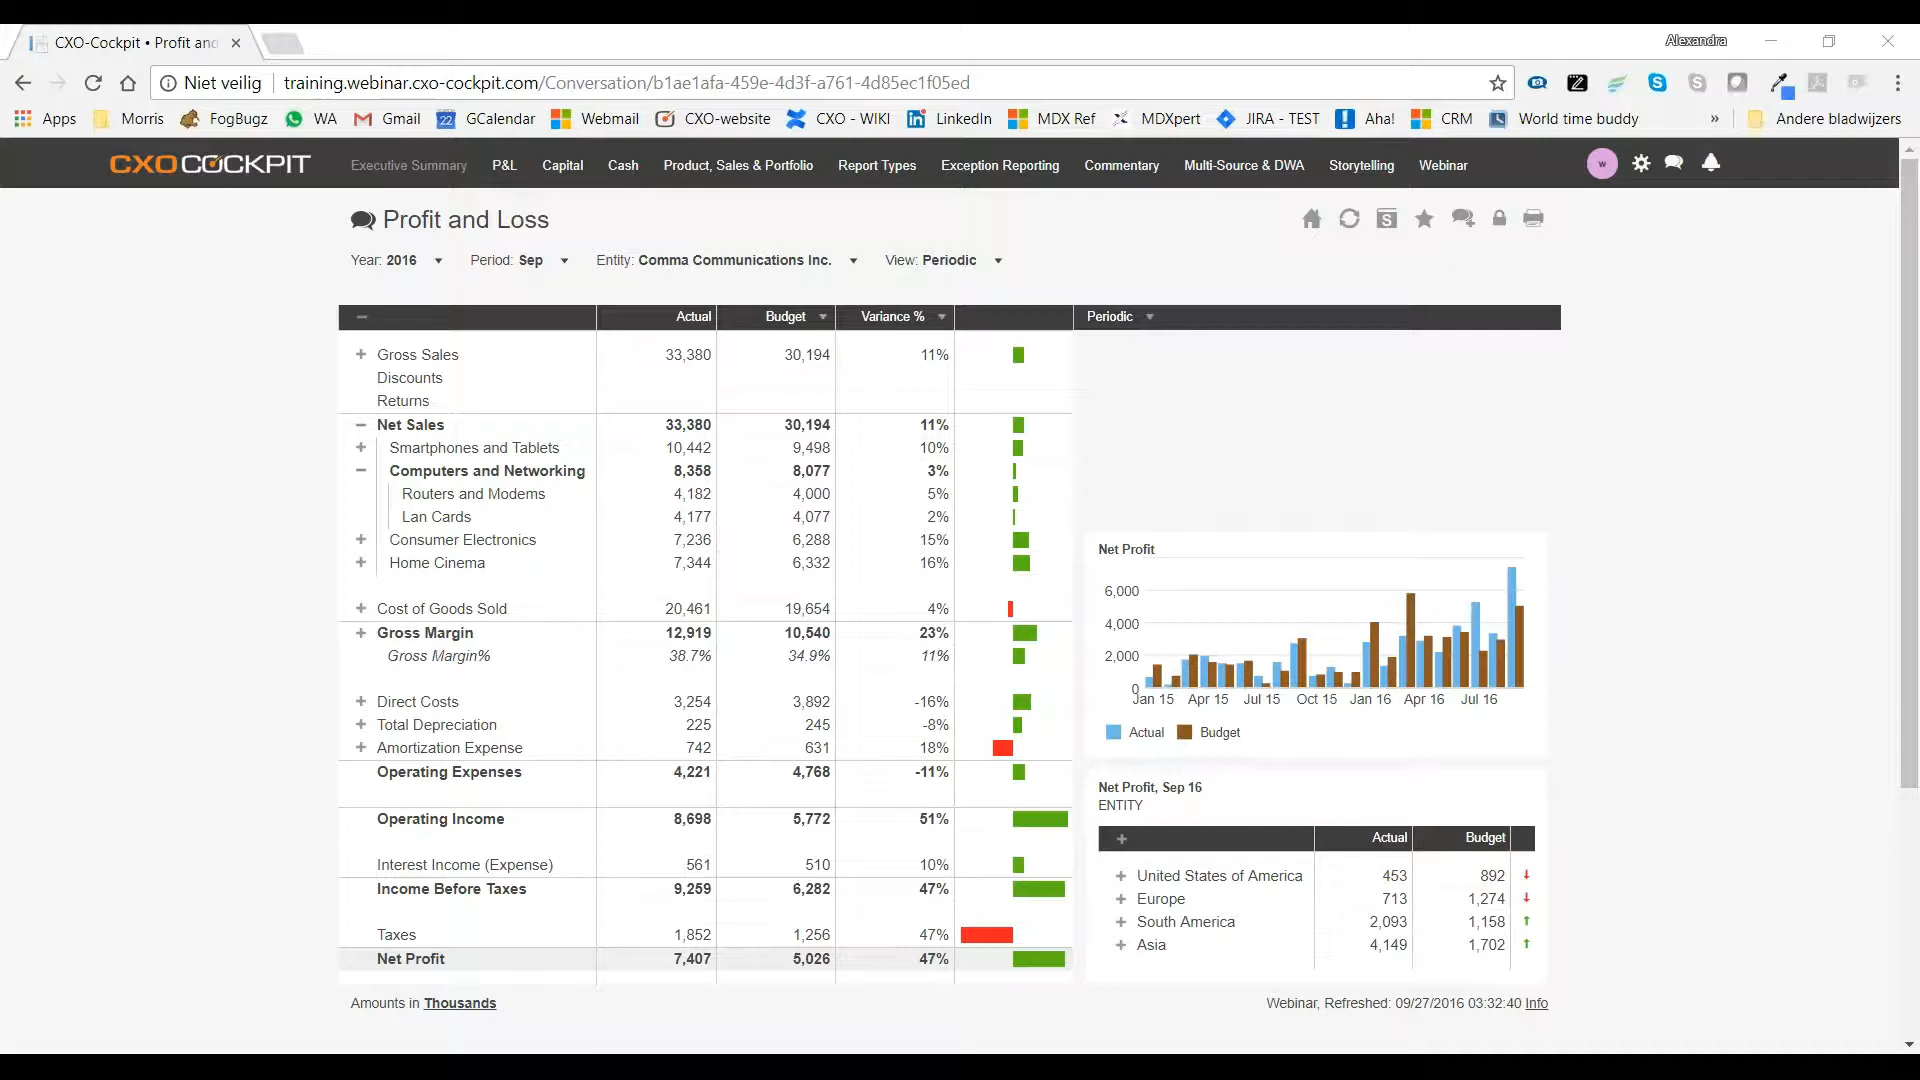 CXO-Cockpit • Profit and
Alexandra
Niet veilig training.webinar.cxo-cockpit.com/Conversation/b1ae1afa-459e-4d3f-a761-4d85ec1f05ed
Apps Morris FogBugz WA Gmail 22 GCalendar Webmail CXO-website CXO - WIKI LinkedIn MDX Ref MDXpert JIRA - TEST Aha! CRM World time buddy » Andere bladwijzers
CXOCOCKPIT Executive Summary P&L Capital Cash Product, Sales & Portfolio Report Types Exception Reporting Commentary Multi-Source & DWA Storytelling Webinar w
Profit and Loss
Year: 2016 Period: Sep Entity: Comma Communications Inc. View: Periodic
Actual Budget Variance % Periodic
Gross Sales 33,380 30,194 11%
Discounts
Returns
Net Sales 33,380 30,194 11%
Smartphones and Tablets 10,442 9,498 10%
Computers and Networking 8,358 8,077 3%
Routers and Modems 4,182 4,000 5%
Lan Cards 4,177 4,077 2%
Consumer Electronics 7,236 6,288 15%
Home Cinema 7,344 6,332 16%
Cost of Goods Sold 20,461 19,654 4%
Gross Margin 12,919 10,540 23%
Gross Margin% 38.7% 34.9% 11%
Direct Costs 3,254 3,892 -16%
Total Depreciation 225 245 -8%
Amortization Expense 742 631 18%
Operating Expenses 4,221 4,768 -11%
Operating Income 8,698 5,772 51%
Interest Income (Expense) 561 510 10%
Income Before Taxes 9,259 6,282 47%
Taxes 1,852 1,256 47%
Net Profit 7,407 5,026 47%
Amounts in Thousands
Net Profit
6,000
4,000
2,000
0
Jan 15 Apr 15 Jul 15 Oct 15 Jan 16 Apr 16 Jul 16
Actual Budget
Net Profit, Sep 16
ENTITY
Actual Budget
United States of America 453 892
Europe 713 1,274
South America 2,093 1,158
Asia 4,149 1,702
Webinar, Refreshed: 09/27/2016 03:32:40 Info